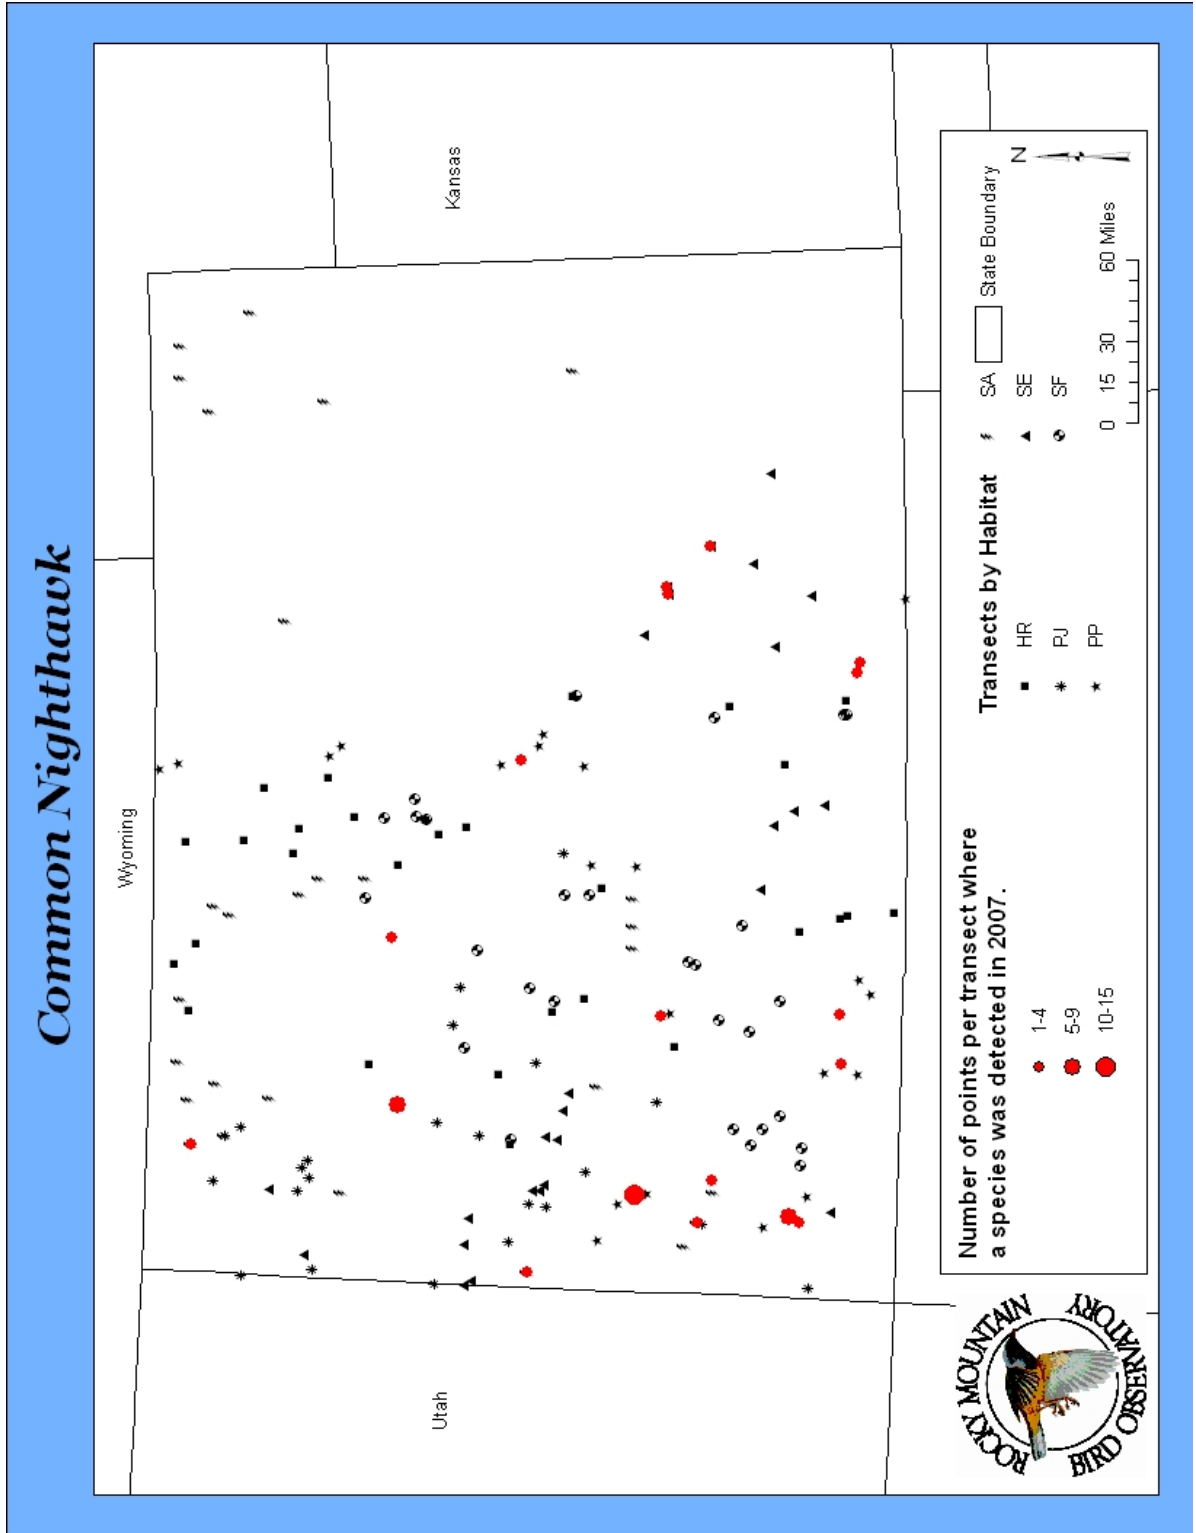 Common Nighthawk
Wyoming
Utah
Kansas
Number of points per transect where
a species was detected in 2007.
1-4
5-9
10-15
Transects by Habitat
HR
PJ
PP
SA
SE
SF
State Boundary
N
0 15 30 60 Miles
ROCKY MOUNTAIN
BIRD OBSERVATORY